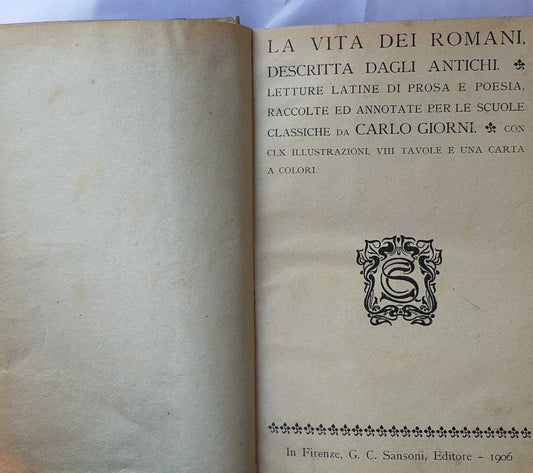 LA VITA DEI ROMANI,
DESCRITTA DAGLI ANTICHI.
LETTURE LATINE DI PROSA E POESIA,
RACCOLTE ED ANNOTATE PER LE SCUOLE
CLASSICHE DA CARLO GIORNI. CON
CLX ILLUSTRAZIONI, VIII TAVOLE E UNA CARTA
A COLORI.
CS
In Firenze, G. C. Sansoni, Editore - 1906